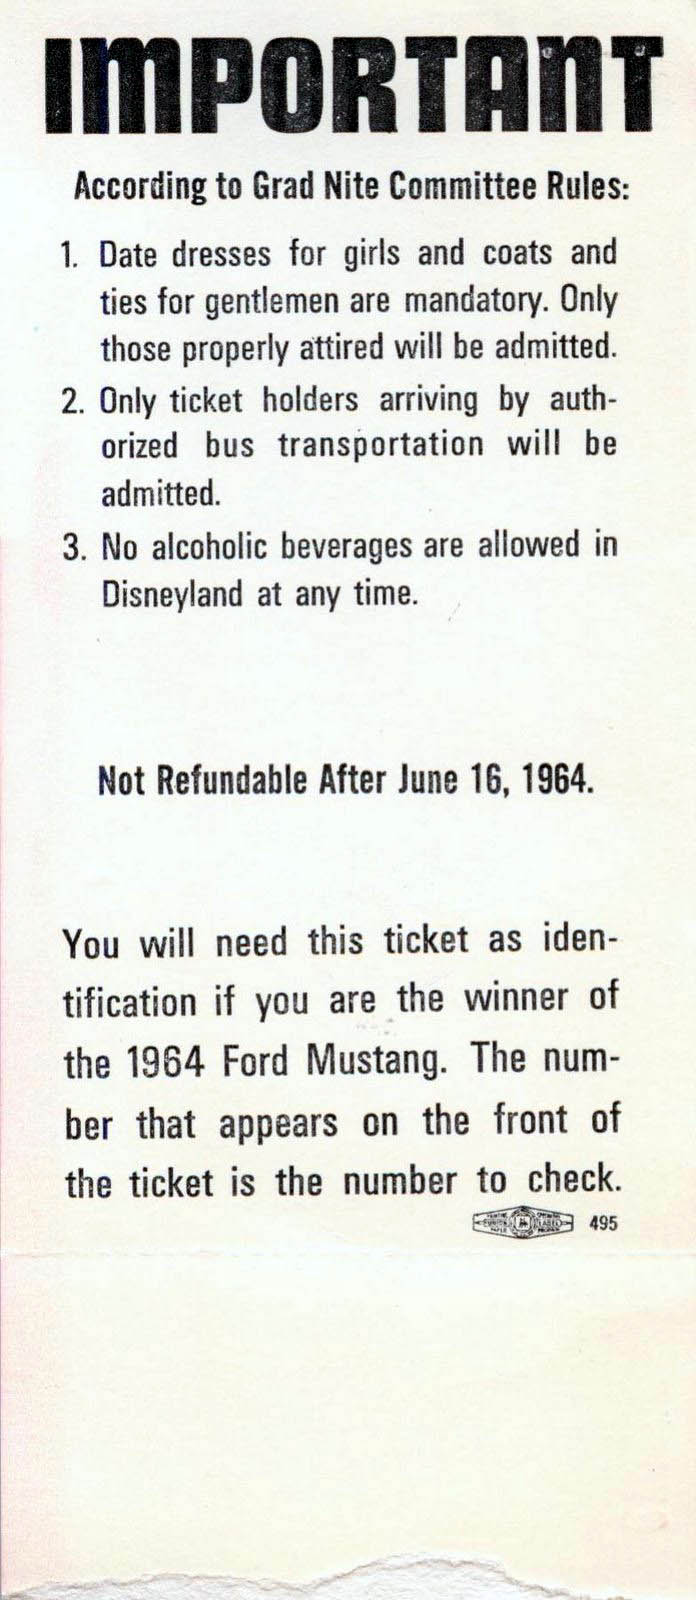 IMPORTANT
According to Grad Nite Committee Rules:
1. Date dresses for girls and coats and
ties for gentlemen are mandatory. Only
those properly attired will be admitted.
2. Only ticket holders arriving by auth-
orized bus transportation will be
admitted.
3. No alcoholic beverages are allowed in
Disneyland at any time.
Not Refundable After June 16, 1964.
You will need this ticket as iden-
tification if you are the winner of
the 1964 Ford Mustang. The num-
ber that appears on the front of
the ticket is the number to check.
UNION LABEL 495